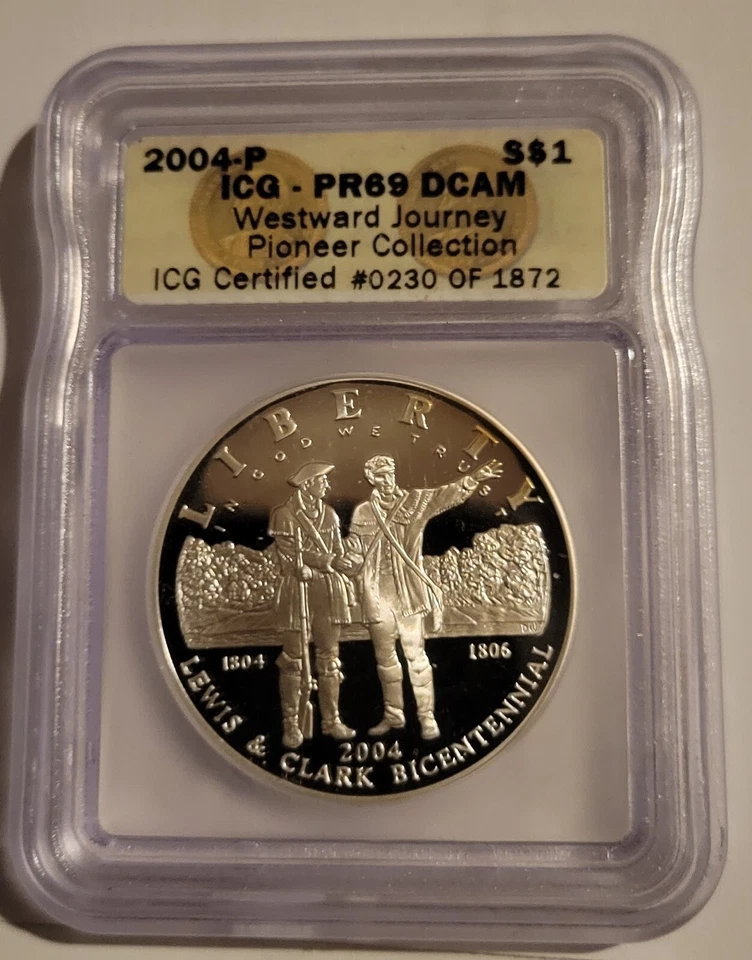 2004-P S$1
ICG - PR69 DCAM
Westward Journey
Pioneer Collection
ICG Certified #0230 OF 1872
LIBERTY
IN GOD WE TRUST
1804 1806
2004
LEWIS & CLARK BICENTENNIAL